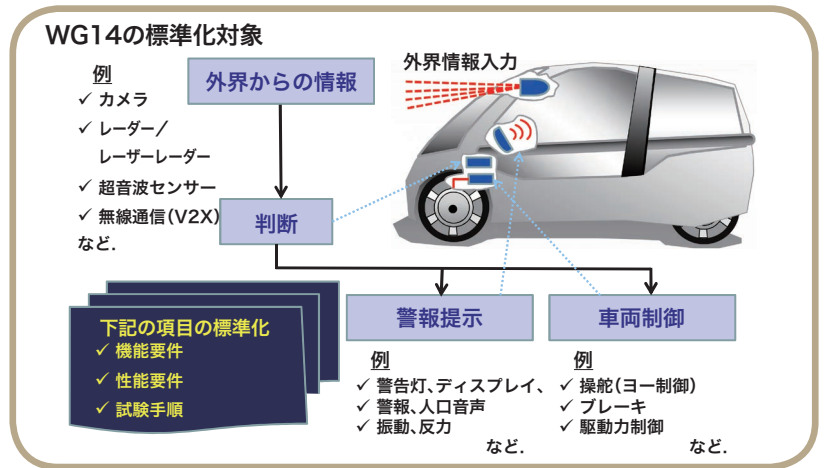 WG14の標準化対象
例
✓ カメラ
✓ レーダー／
レーザーレーダー
✓ 超音波センサー
✓ 無線通信(V2X)
など.
外界からの情報
外界情報入力
判断
下記の項目の標準化
✓ 機能要件
✓ 性能要件
✓ 試験手順
警報提示
例
✓ 警告灯、ディスプレイ、
✓ 警報、人口音声
✓ 振動、反力
など.
車両制御
例
✓ 操舵(ヨー制御)
✓ ブレーキ
✓ 駆動力制御
など.